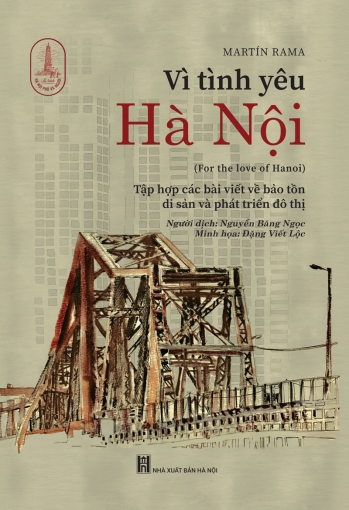 MARTÍN RAMA
Vì tình yêu
Hà Nội
(For the love of Hanoi)
Tập hợp các bài viết về bảo tồn
di sản và phát triển đô thị
Người dịch: Nguyễn Băng Ngọc
Minh họa: Đặng Viết Lộc
NHÀ XUẤT BẢN HÀ NỘI